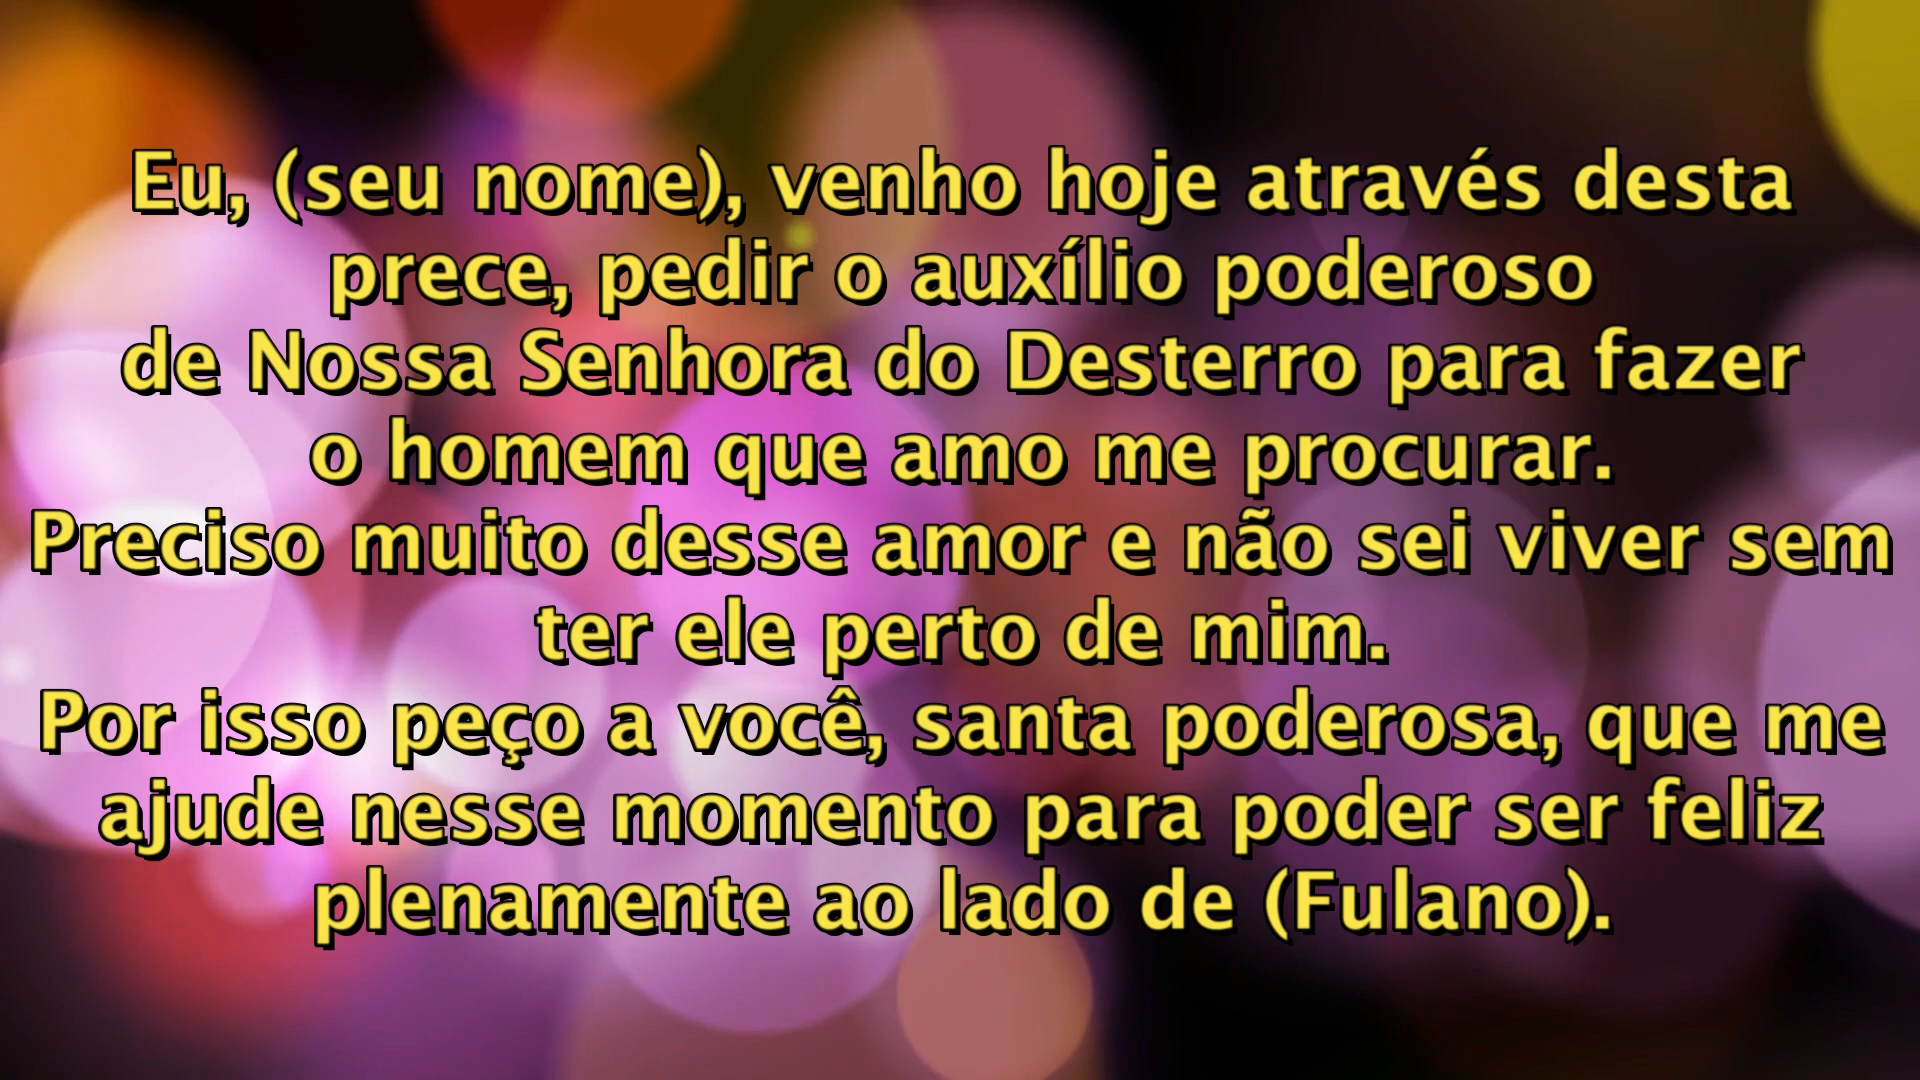 Eu, (seu nome), venho hoje através desta
prece, pedir o auxílio poderoso
de Nossa Senhora do Desterro para fazer
o homem que amo me procurar.
Preciso muito desse amor e não sei viver sem
ter ele perto de mim.
Por isso peço a você, santa poderosa, que me
ajude nesse momento para poder ser feliz
plenamente ao lado de (Fulano).